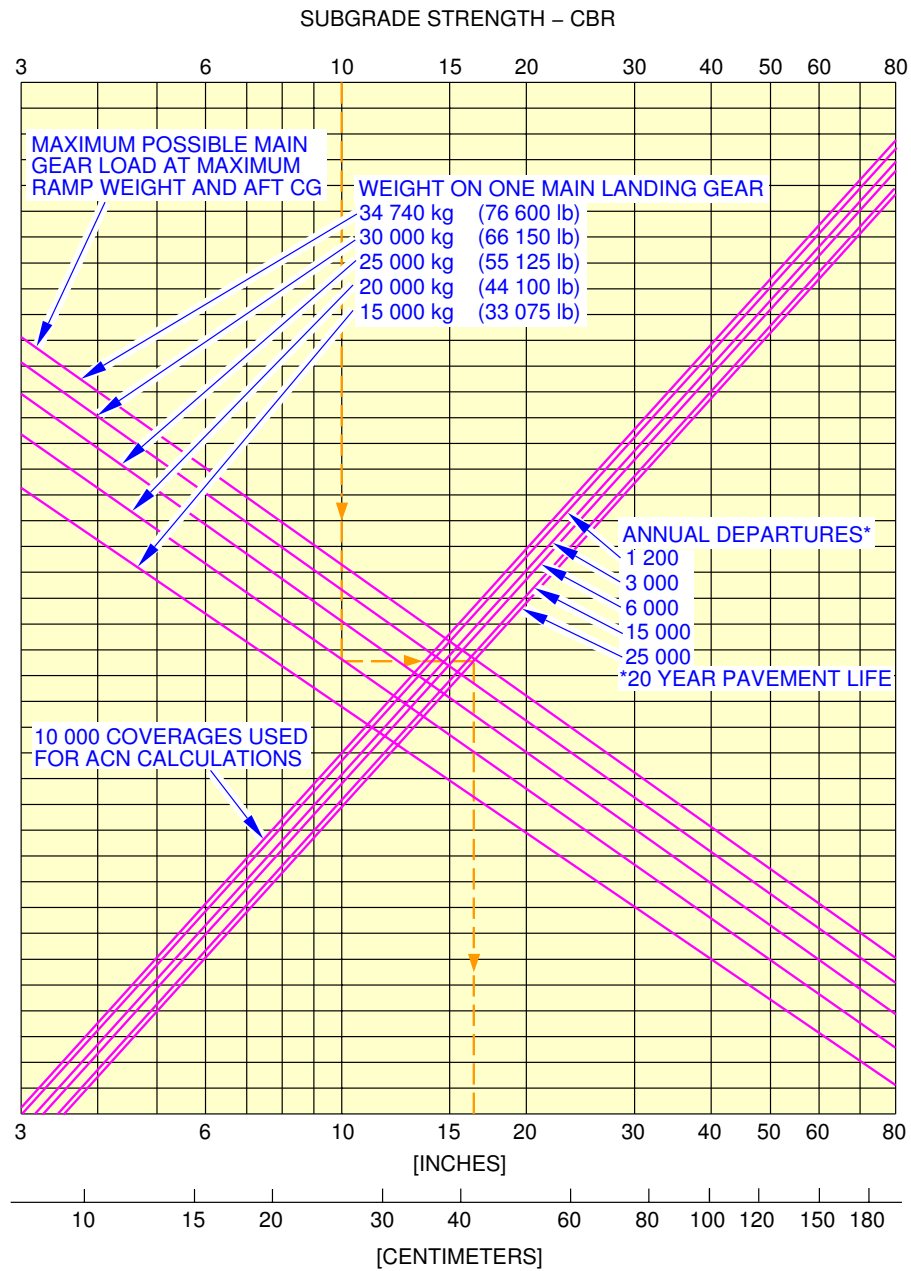 SUBGRADE STRENGTH – CBR
3 6 10 15 20 30 40 50 60 80
MAXIMUM POSSIBLE MAIN
GEAR LOAD AT MAXIMUM
RAMP WEIGHT AND AFT CG
WEIGHT ON ONE MAIN LANDING GEAR
34 740 kg (76 600 lb)
30 000 kg (66 150 lb)
25 000 kg (55 125 lb)
20 000 kg (44 100 lb)
15 000 kg (33 075 lb)
ANNUAL DEPARTURES*
1 200
3 000
6 000
15 000
25 000
*20 YEAR PAVEMENT LIFE
10 000 COVERAGES USED
FOR ACN CALCULATIONS
3 6 10 15 20 30 40 50 60 80
[INCHES]
10 15 20 30 40 60 80 100 120 150 180
[CENTIMETERS]